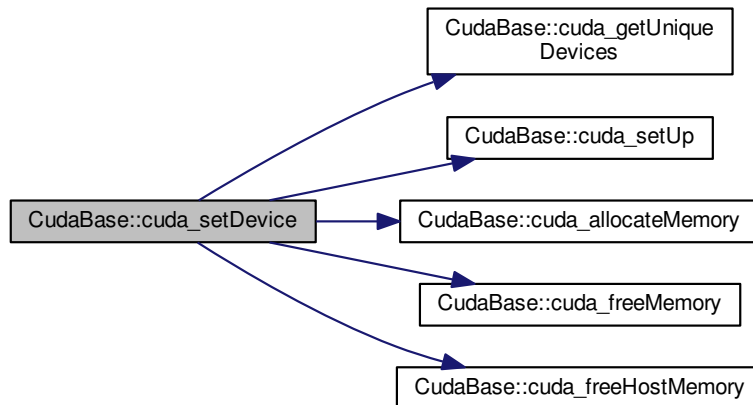 CudaBase::cuda_getUnique
Devices
CudaBase::cuda_setUp
CudaBase::cuda_setDevice
CudaBase::cuda_allocateMemory
CudaBase::cuda_freeMemory
CudaBase::cuda_freeHostMemory